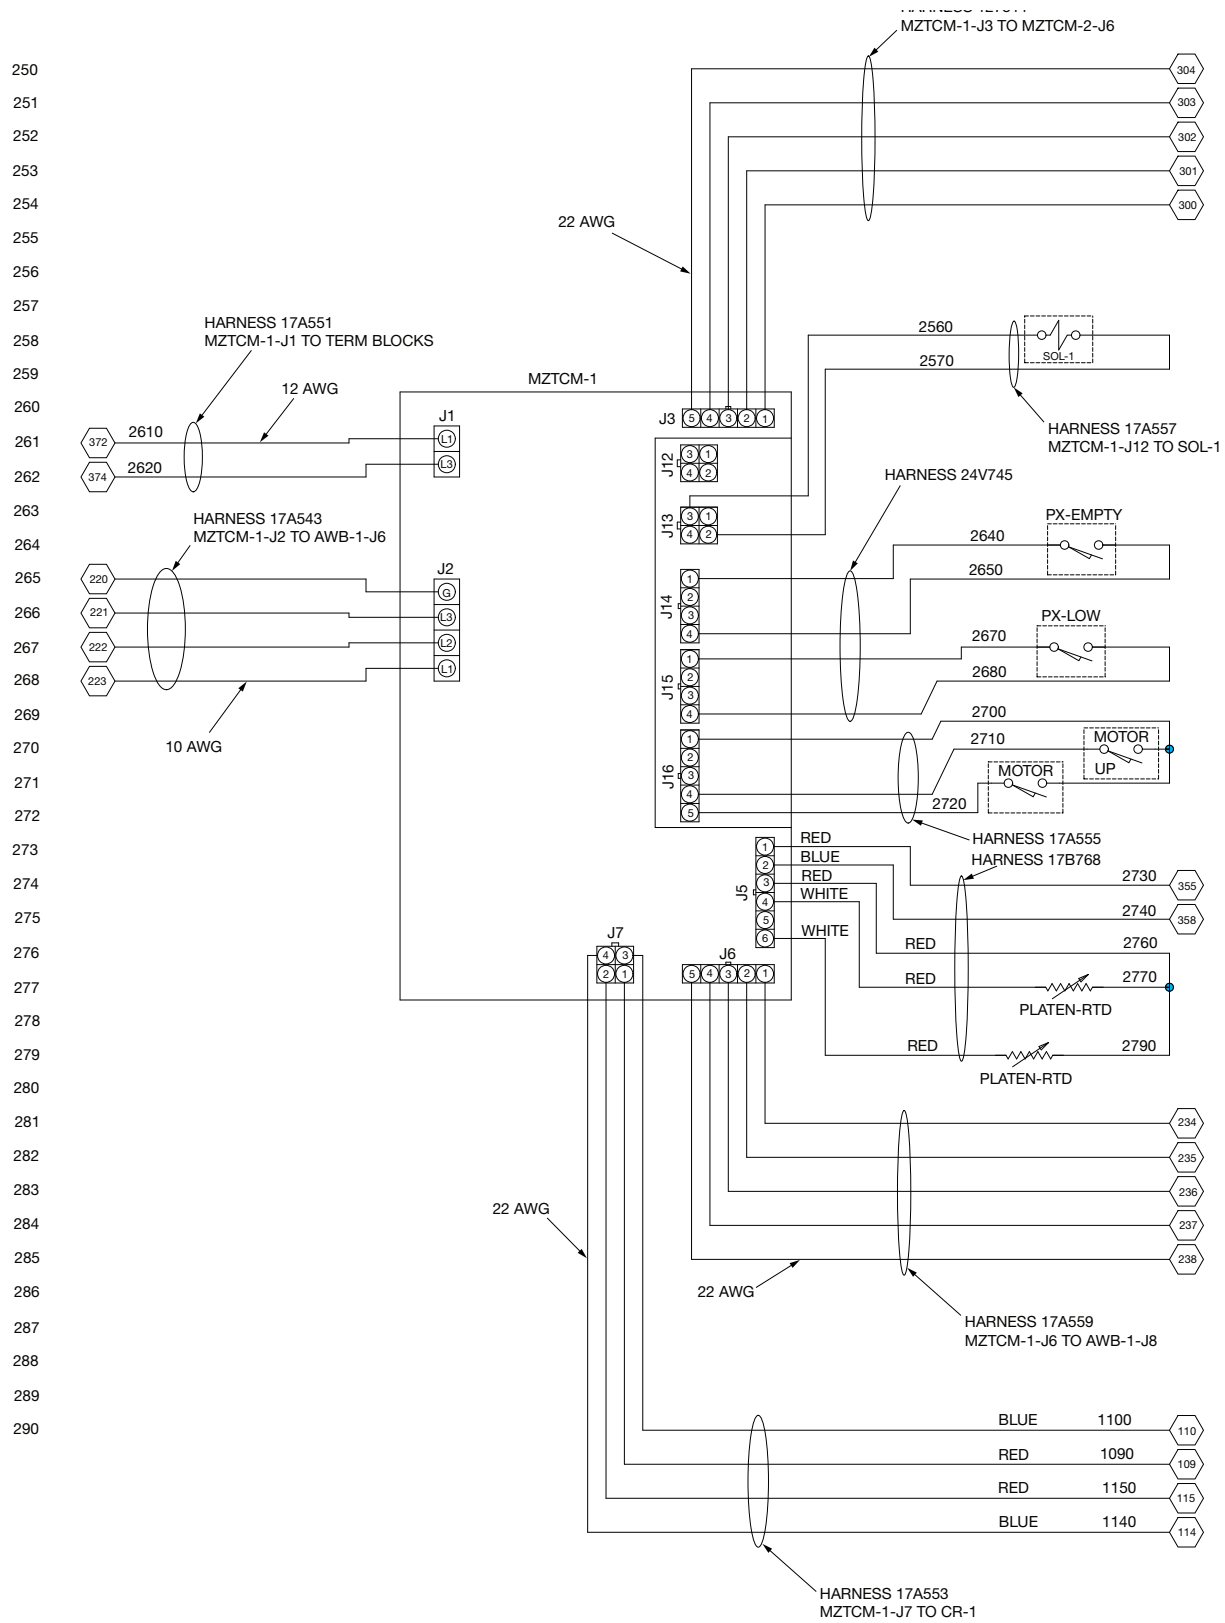 MZTCM-1-J3 TO MZTCM-2-J6
250
304
251
303
252
302
253
301
254
300
22 AWG
255
256
257
HARNESS 17A551
MZTCM-1-J1 TO TERM BLOCKS
258
2560
SOL-1
259
2570
MZTCM-1
12 AWG
260
J1
J3 5 4 3 2 1
HARNESS 17A557
MZTCM-1-J12 TO SOL-1
261
372 2610
L1
262
374 2620
L3
J12
3 1
4 2
HARNESS 24V745
263
HARNESS 17A543
MZTCM-1-J2 TO AWB-1-J6
J13
3 1
4 2
PX-EMPTY
264
2640
265
220
J2
G
2650
266
221
L3
J14
1
2
3
4
PX-LOW
267
222
L2
2670
268
223
L1
2680
J15
1
2
3
4
269
10 AWG
2700
270
2710
MOTOR
UP
J16
1
2
3
4
5
271
MOTOR
272
2720
HARNESS 17A555
HARNESS 17B768
273
RED
BLUE
274
RED
2730
355
WHITE
J5
1
2
3
4
5
6
275
2740
358
WHITE
276
J7
4 3
2 1
J6
5 4 3 2 1
RED
2760
277
RED
2770
PLATEN-RTD
278
279
RED
2790
PLATEN-RTD
280
281
234
282
235
283
236
22 AWG
284
237
285
238
22 AWG
286
287
HARNESS 17A559
MZTCM-1-J6 TO AWB-1-J8
288
289
290
BLUE 1100
110
RED 1090
109
RED 1150
115
BLUE 1140
114
HARNESS 17A553
MZTCM-1-J7 TO CR-1